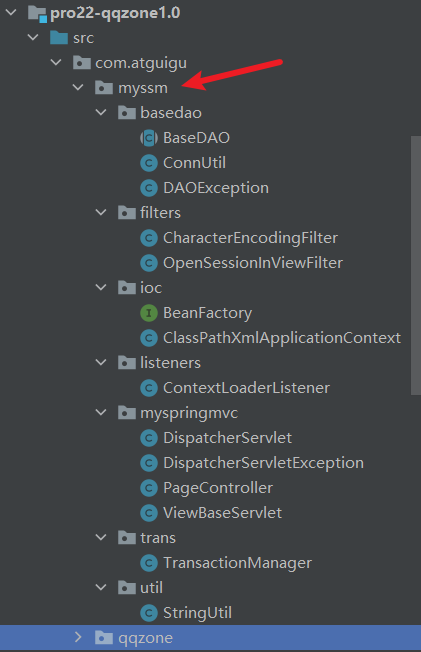 pro22-qqzone1.0
src
com.atguigu
myssm
basedao
BaseDAO
ConnUtil
DAOException
filters
CharacterEncodingFilter
OpenSessionInViewFilter
ioc
BeanFactory
ClassPathXmlApplicationContext
listeners
ContextLoaderListener
myspringmvc
DispatcherServlet
DispatcherServletException
PageController
ViewBaseServlet
trans
TransactionManager
util
StringUtil
qqzone